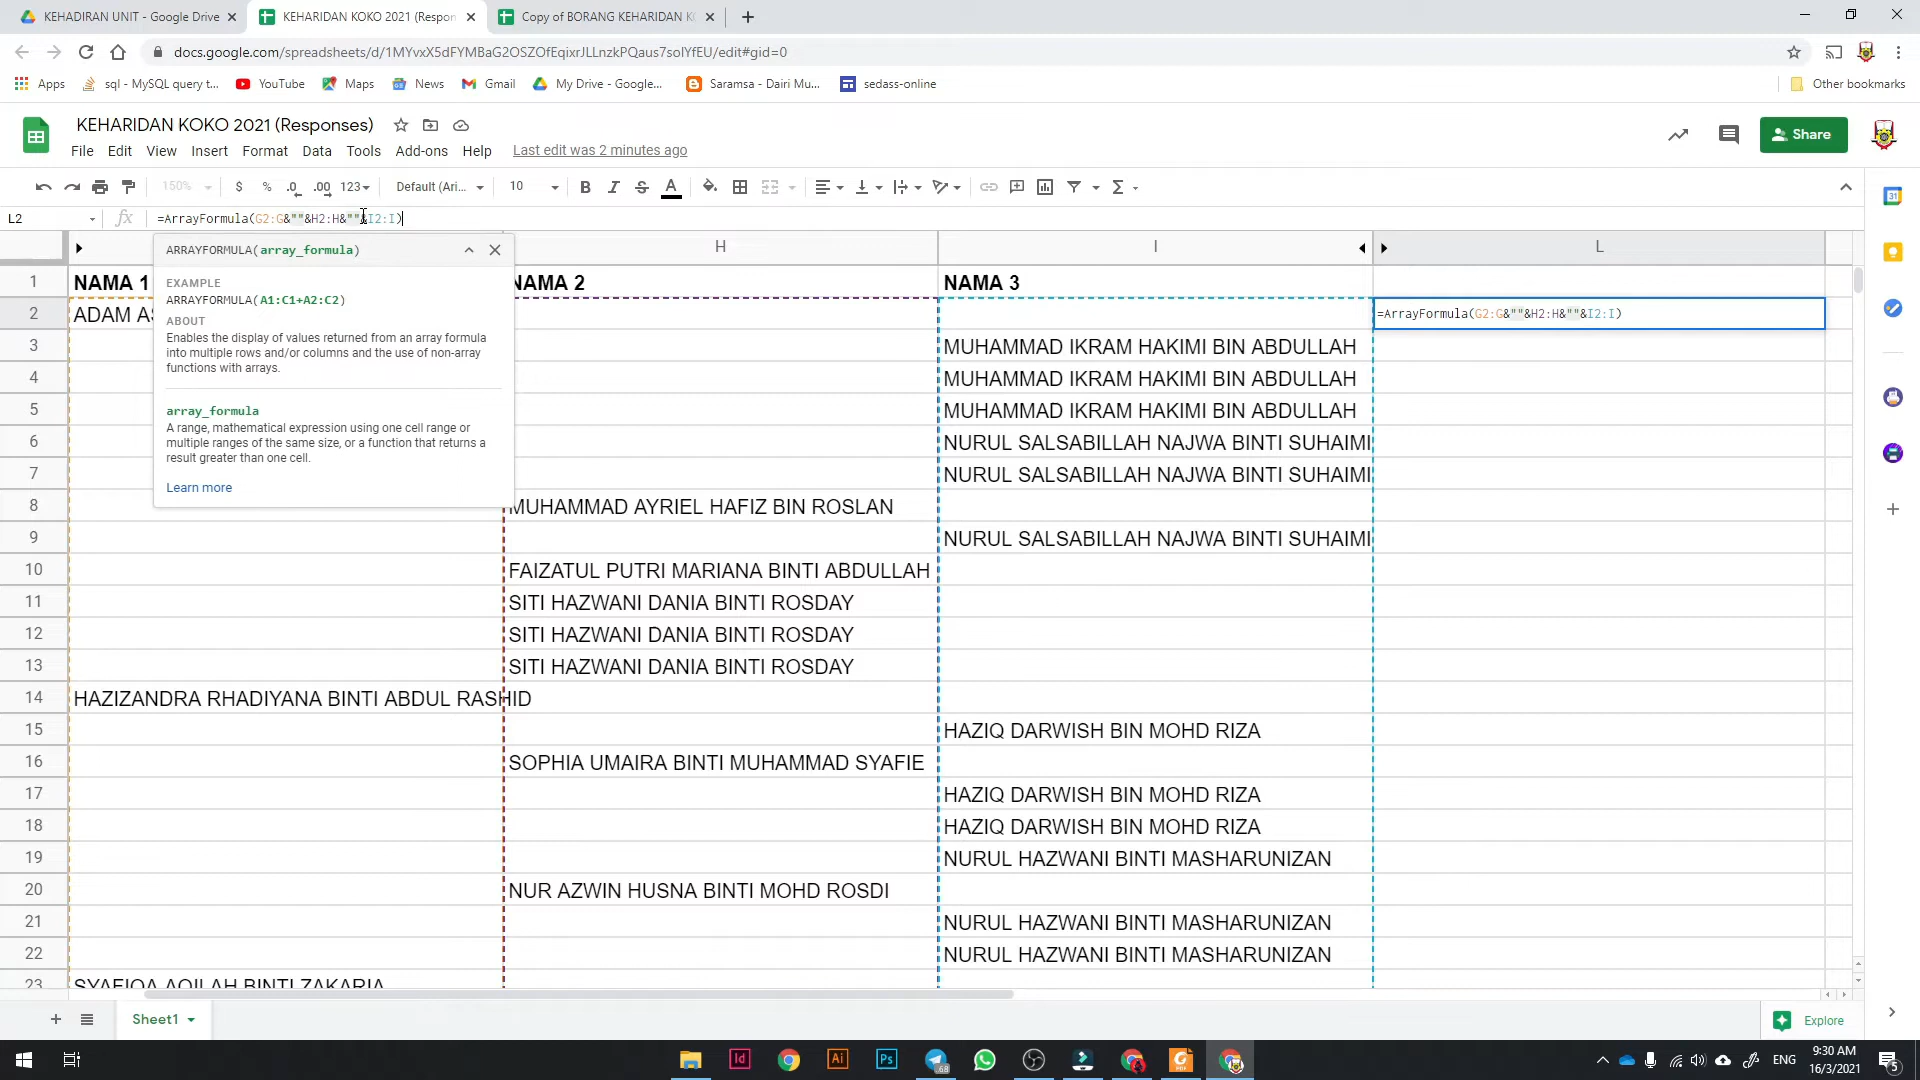 KEHADIRAN UNIT - Google Drive
KEHARIDAN KOKO 2021 (Respon
Copy of BORANG KEHARIDAN K
docs.google.com/spreadsheets/d/1MYvxX5dFYMBaG2OSZOfEqixrJLLnzkPQaus7solYfEU/edit#gid=0
Apps
sql - MySQL query t...
YouTube
Maps
News
Gmail
My Drive - Google...
Saramsa - Dairi Mu...
sedass-online
Other bookmarks
KEHARIDAN KOKO 2021 (Responses)
Share
File Edit View Insert Format Data Tools Add-ons Help Last edit was 2 minutes ago
150% $ % .0 .00 123 Default (Ari... 10 B I S A
L2 fx =ArrayFormula(G2:G&""&H2:H&""&I2:I)
H I L
ARRAYFORMULA(array_formula)
EXAMPLE
ARRAYFORMULA(A1:C1+A2:C2)
ABOUT
Enables the display of values returned from an array formula
into multiple rows and/or columns and the use of non-array
functions with arrays.
array_formula
A range, mathematical expression using one cell range or
multiple ranges of the same size, or a function that returns a
result greater than one cell.
Learn more
1 NAMA 1 NAMA 2 NAMA 3
2 ADAM AS =ArrayFormula(G2:G&""&H2:H&""&I2:I)
3 MUHAMMAD IKRAM HAKIMI BIN ABDULLAH
4 MUHAMMAD IKRAM HAKIMI BIN ABDULLAH
5 MUHAMMAD IKRAM HAKIMI BIN ABDULLAH
6 NURUL SALSABILLAH NAJWA BINTI SUHAIMI
7 NURUL SALSABILLAH NAJWA BINTI SUHAIMI
8 MUHAMMAD AYRIEL HAFIZ BIN ROSLAN
9 NURUL SALSABILLAH NAJWA BINTI SUHAIMI
10 FAIZATUL PUTRI MARIANA BINTI ABDULLAH
11 SITI HAZWANI DANIA BINTI ROSDAY
12 SITI HAZWANI DANIA BINTI ROSDAY
13 SITI HAZWANI DANIA BINTI ROSDAY
14 HAZIZANDRA RHADIYANA BINTI ABDUL RASHID
15 HAZIQ DARWISH BIN MOHD RIZA
16 SOPHIA UMAIRA BINTI MUHAMMAD SYAFIE
17 HAZIQ DARWISH BIN MOHD RIZA
18 HAZIQ DARWISH BIN MOHD RIZA
19 NURUL HAZWANI BINTI MASHARUNIZAN
20 NUR AZWIN HUSNA BINTI MOHD ROSDI
21 NURUL HAZWANI BINTI MASHARUNIZAN
22 NURUL HAZWANI BINTI MASHARUNIZAN
23 SYAFIQA AQILAH BINTI ZAKARIA
Sheet1
Explore
Id Ai Ps 68
ENG
9:30 AM
16/3/2021
5